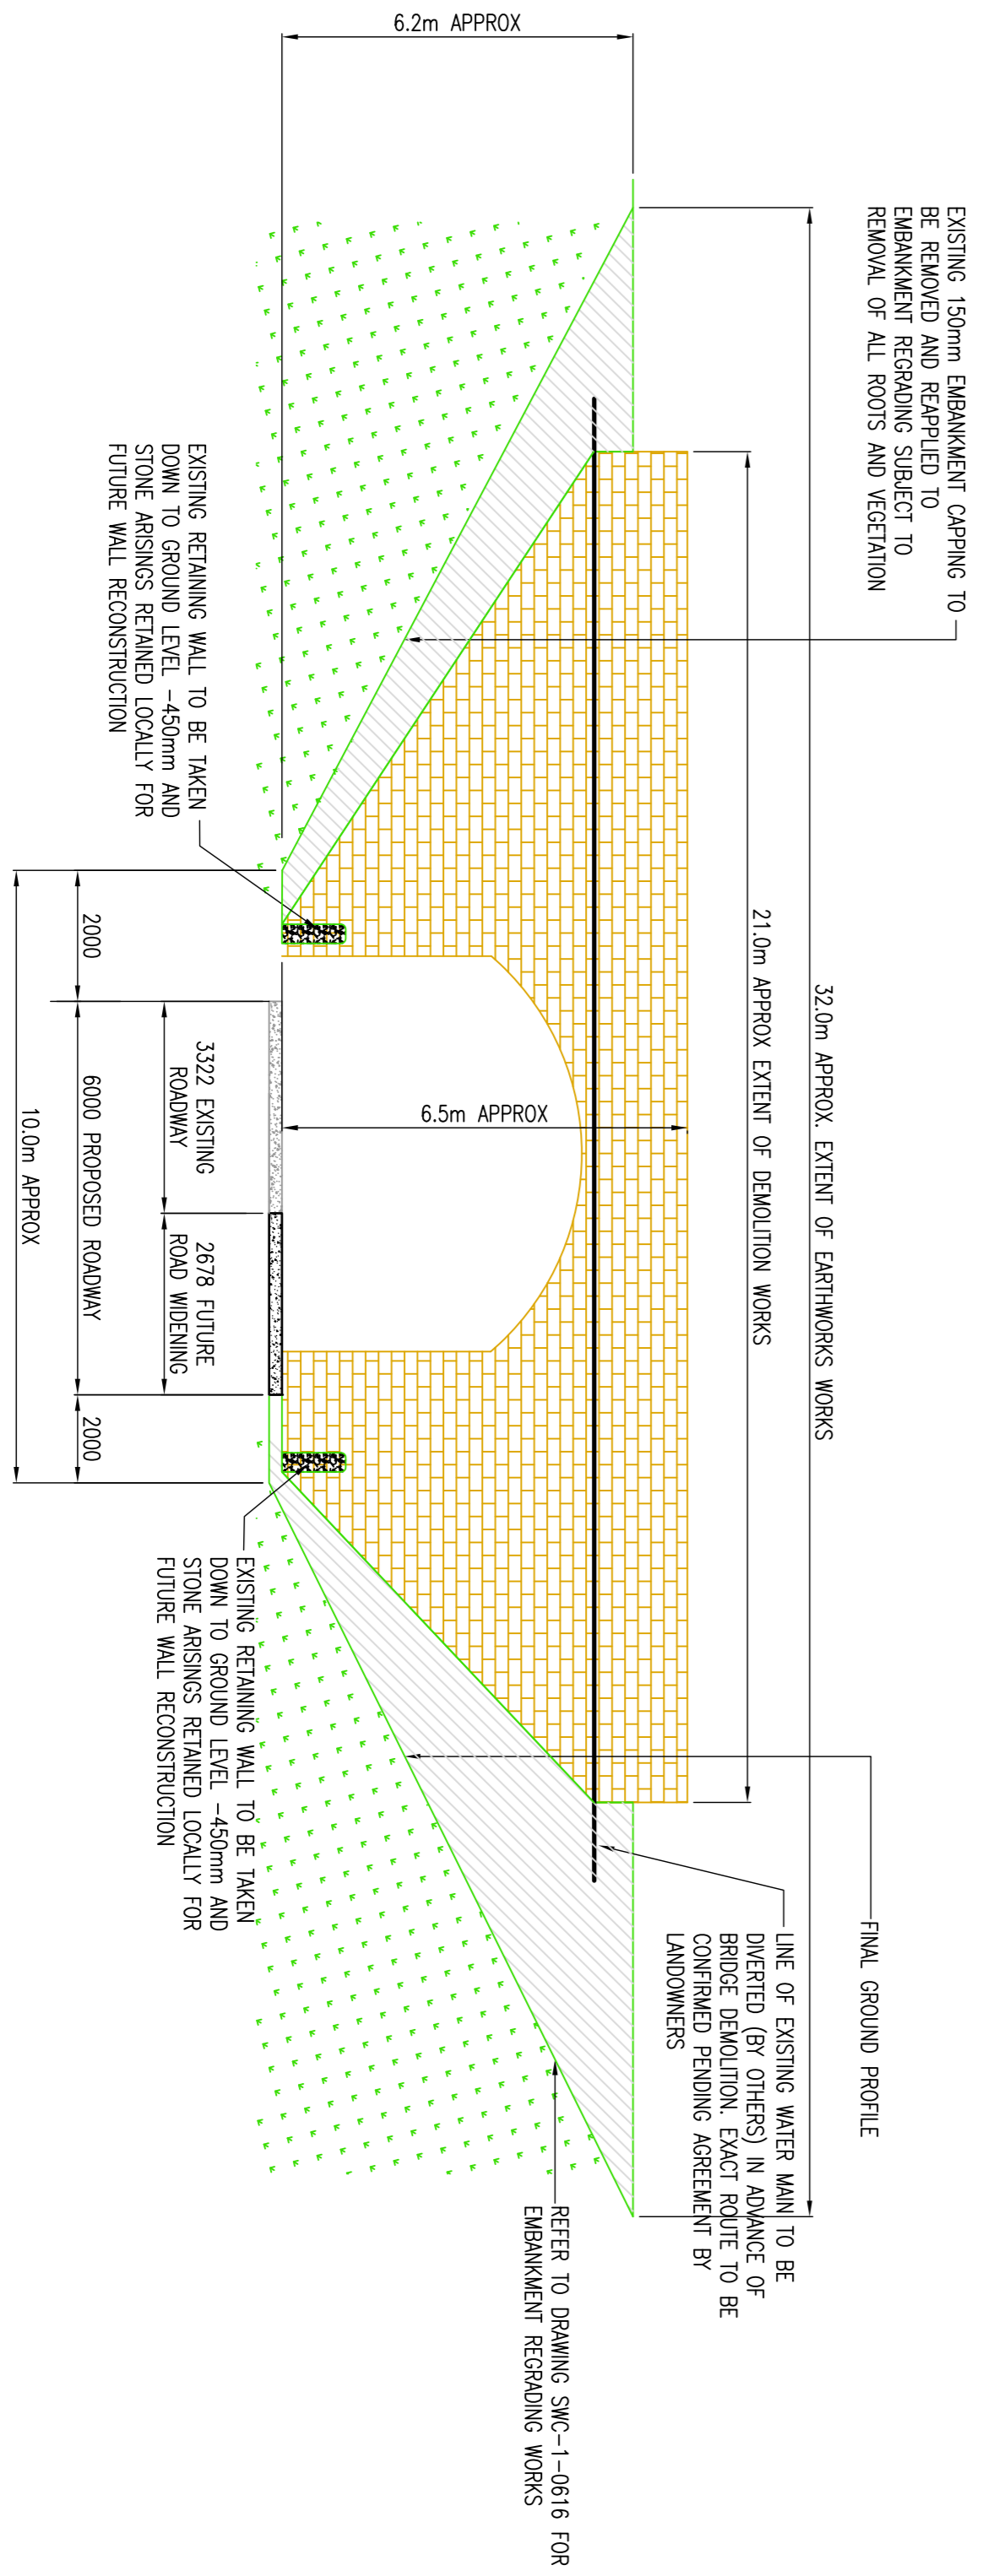 EXISTING 150mm EMBANKMENT CAPPING TO
BE REMOVED AND REAPPLIED TO
EMBANKMENT REGRADING SUBJECT TO
REMOVAL OF ALL ROOTS AND VEGETATION
FINAL GROUND PROFILE
32.0m APPROX. EXTENT OF EARTHWORKS WORKS
21.0m APPROX EXTENT OF DEMOLITION WORKS
LINE OF EXISTING WATER MAIN TO BE
DIVERTED (BY OTHERS) IN ADVANCE OF
BRIDGE DEMOLITION. EXACT ROUTE TO BE
CONFIRMED PENDING AGREEMENT BY
LANDOWNERS
6.2m APPROX
6.5m APPROX
REFER TO DRAWING SWC-1-0616 FOR
EMBANKMENT REGRADING WORKS
EXISTING RETAINING WALL TO BE TAKEN
DOWN TO GROUND LEVEL -450mm AND
STONE ARISINGS RETAINED LOCALLY FOR
FUTURE WALL RECONSTRUCTION
3322 EXISTING
ROADWAY
2678 FUTURE
ROAD WIDENING
EXISTING RETAINING WALL TO BE TAKEN
DOWN TO GROUND LEVEL -450mm AND
STONE ARISINGS RETAINED LOCALLY FOR
FUTURE WALL RECONSTRUCTION
2000
6000 PROPOSED ROADWAY
2000
10.0m APPROX